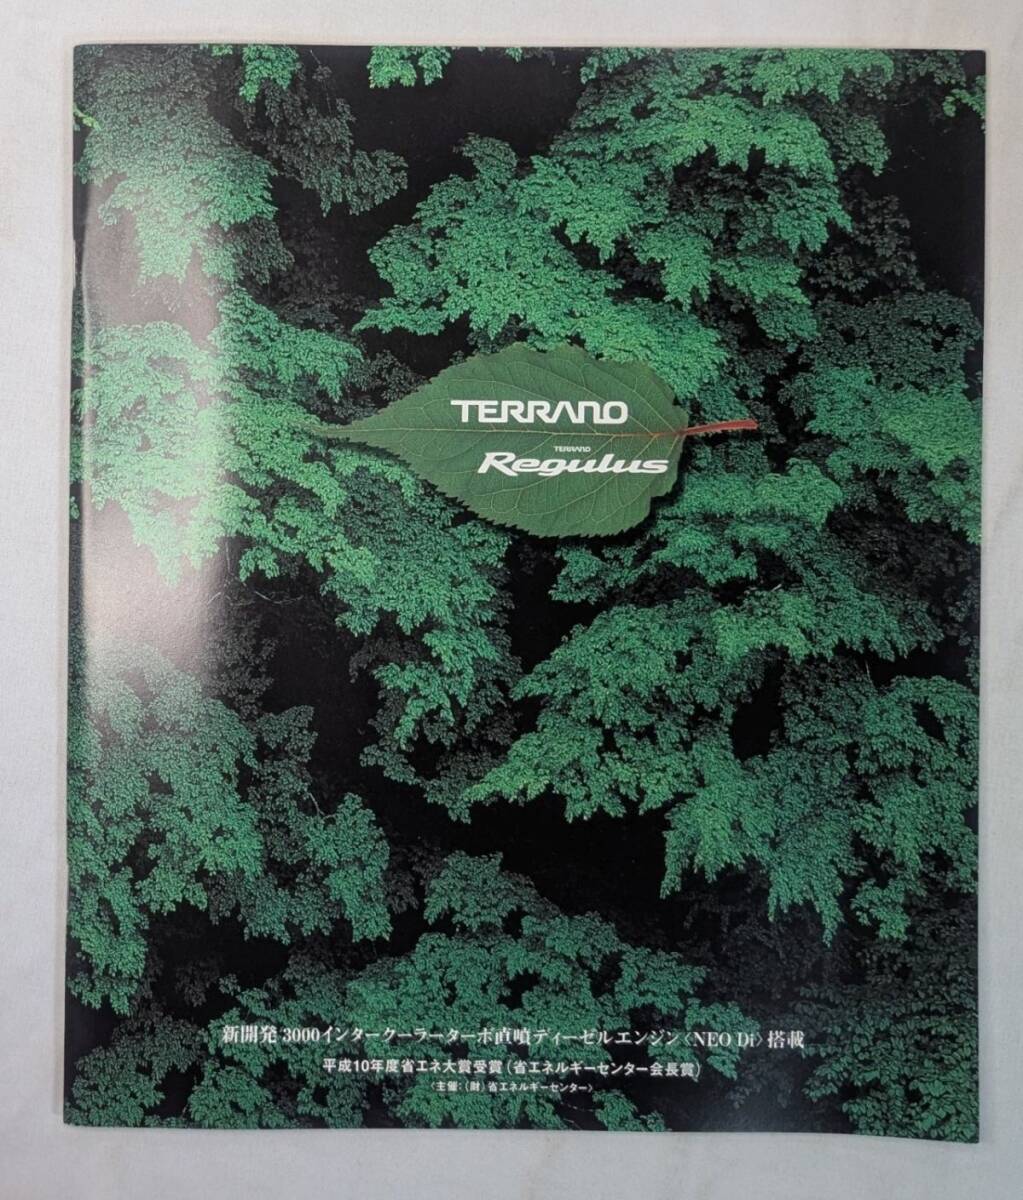 TERRANO
TERRANO
Regulus
新開発 3000インタークーラーターボ直噴ディーゼルエンジン〈NEO Di〉搭載
平成10年度省エネ大賞受賞（省エネルギーセンター会長賞）
〈主催：（財）省エネルギーセンター〉